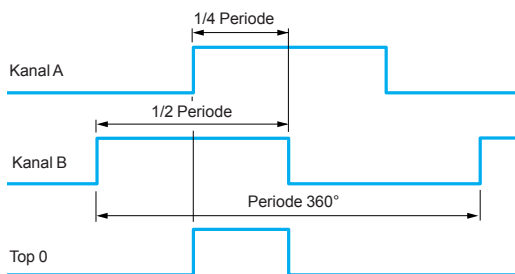 1/4 Periode
Kanal A
1/2 Periode
Kanal B
Periode 360°
Top 0